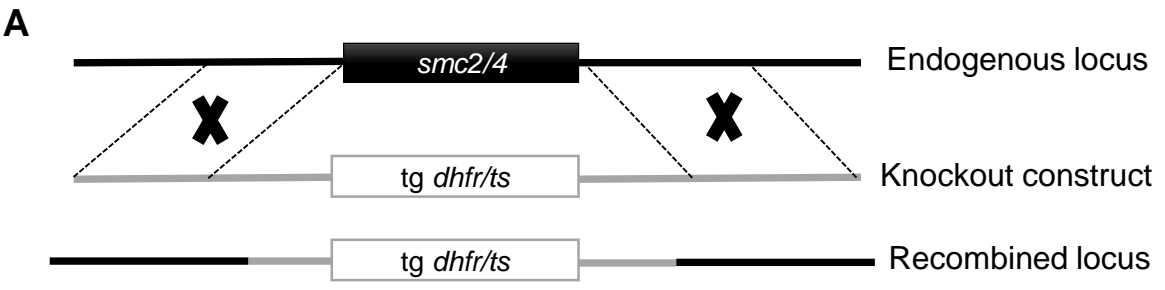 A
smc2/4
Endogenous locus
tg dhfr/ts
Knockout construct
tg dhfr/ts
Recombined locus